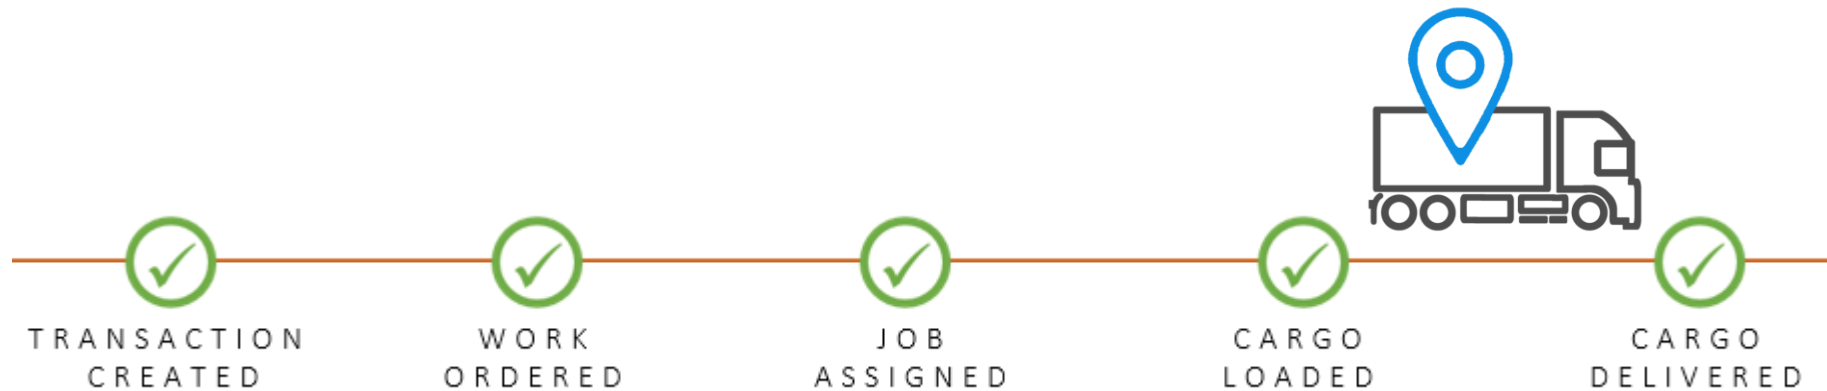 TRANSACTION
CREATED
WORK
ORDERED
JOB
ASSIGNED
CARGO
LOADED
CARGO
DELIVERED